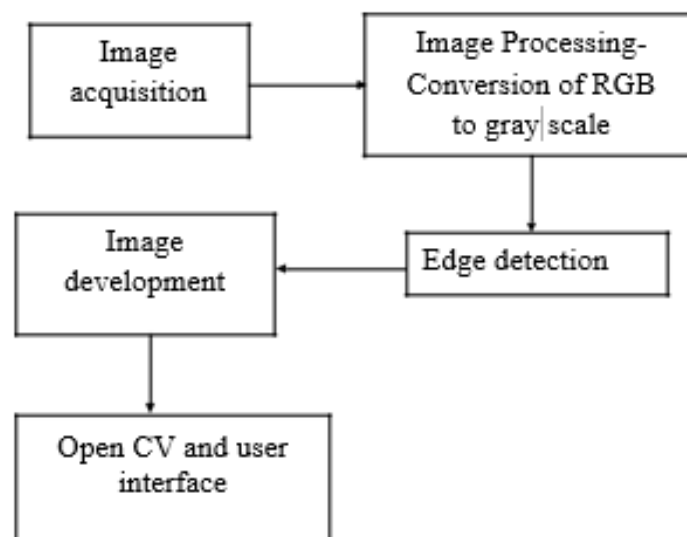 Image
acquisition
Image Processing-
Conversion of RGB
to gray scale
Edge detection
Image
development
Open CV and user
interface